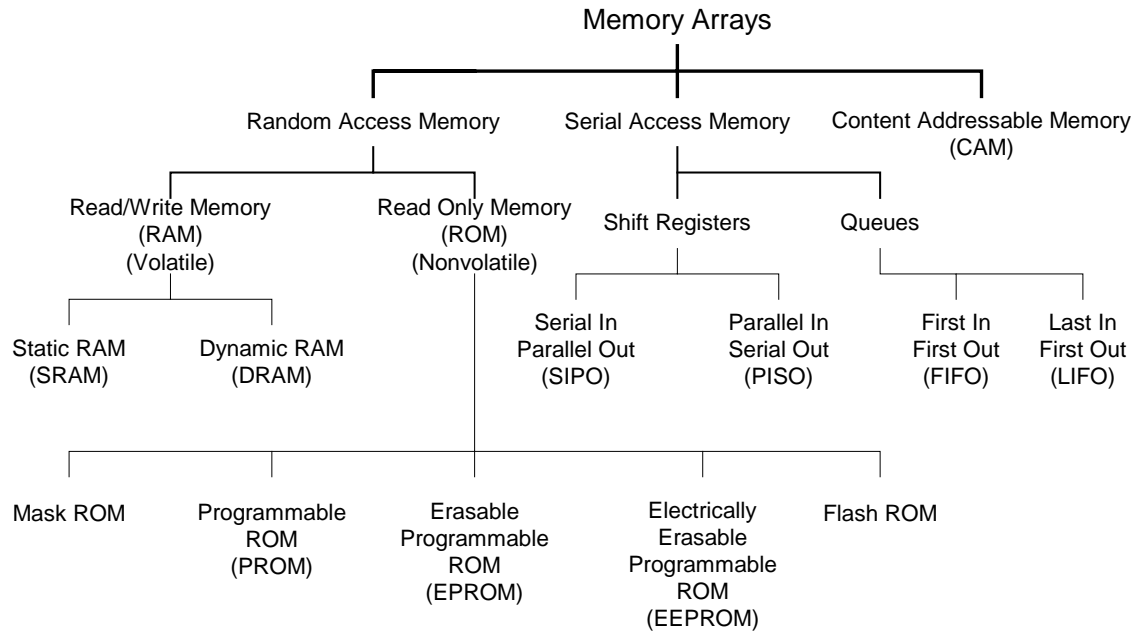 Memory Arrays
Random Access Memory
Serial Access Memory
Content Addressable Memory
(CAM)
Read/Write Memory
(RAM)
(Volatile)
Read Only Memory
(ROM)
(Nonvolatile)
Shift Registers
Queues
Static RAM
(SRAM)
Dynamic RAM
(DRAM)
Serial In
Parallel Out
(SIPO)
Parallel In
Serial Out
(PISO)
First In
First Out
(FIFO)
Last In
First Out
(LIFO)
Mask ROM
Programmable
ROM
(PROM)
Erasable
Programmable
ROM
(EPROM)
Electrically
Erasable
Programmable
ROM
(EEPROM)
Flash ROM